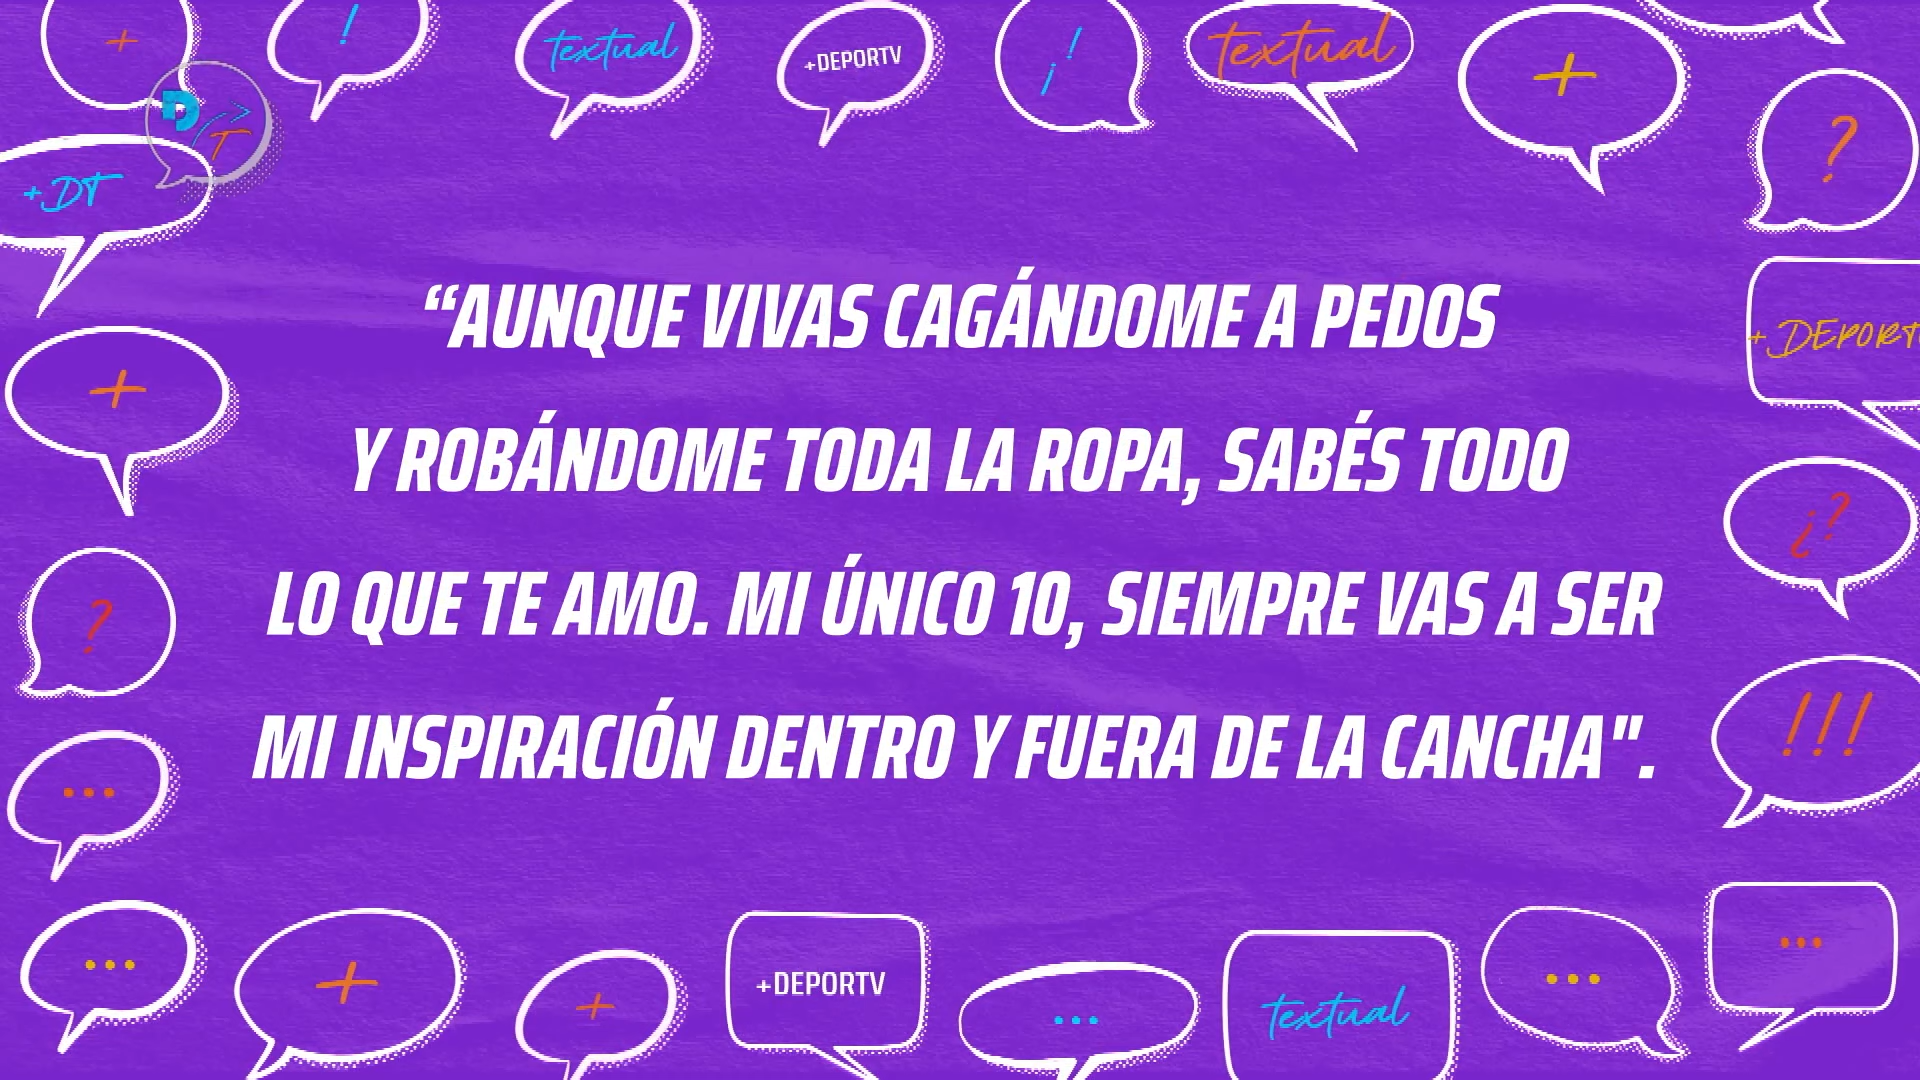 +
!
textual
+DEPORTV
¡!
textual
+
?
D
T
+DT
“AUNQUE VIVAS CAGÁNDOME A PEDOS
+DEPORT
Y ROBÁNDOME TODA LA ROPA, SABÉS TODO
+
¿?
LO QUE TE AMO. MI ÚNICO 10, SIEMPRE VAS A SER
?
MI INSPIRACIÓN DENTRO Y FUERA DE LA CANCHA".
!!!
...
...
+
+
+DEPORTV
...
textual
...
...